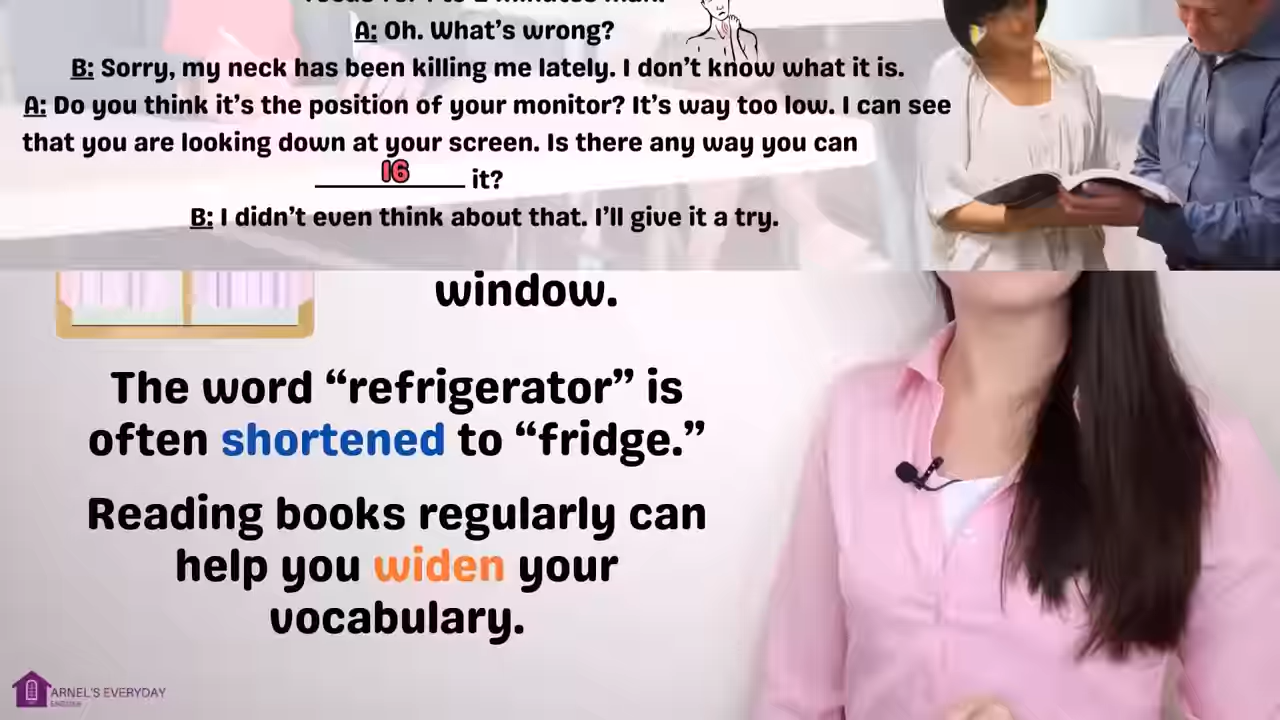 A: Oh. What's wrong?
B: Sorry, my neck has been killing me lately. I don't know what it is.
A: Do you think it's the position of your monitor? It's way too low. I can see
that you are looking down at your screen. Is there any way you can
16 it?
B: I didn't even think about that. I'll give it a try.
window.
The word “refrigerator” is
often shortened to “fridge.”
Reading books regularly can
help you widen your
vocabulary.
ARNEL'S EVERYDAY
ENGLISH